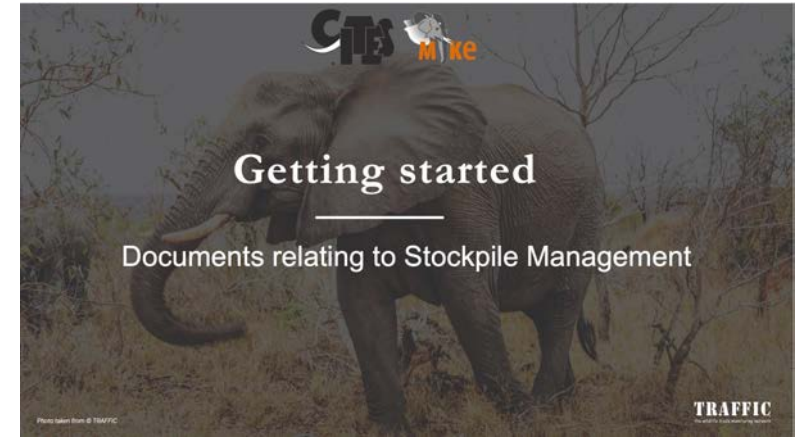 CITES MIKE
Getting started
Documents relating to Stockpile Management
TRAFFIC
Photo taken from © TRAFFIC